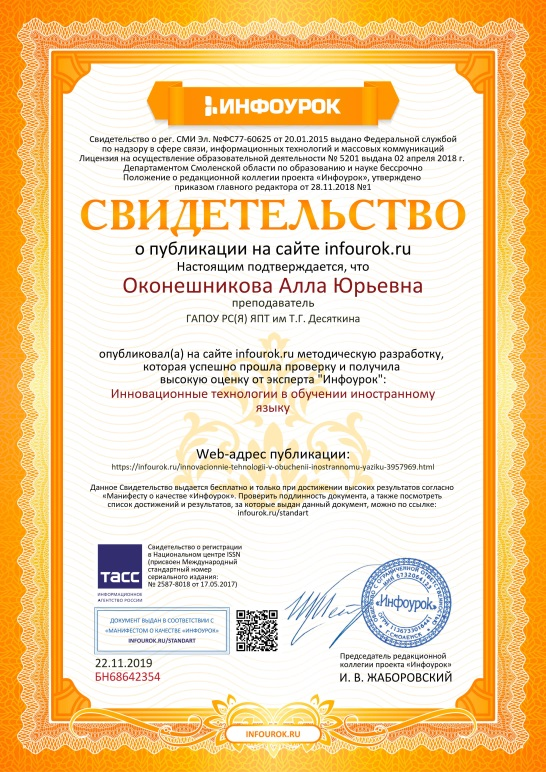 ИНФОУРОК
Свидетельство о рег. СМИ Эл. №ФС77-60625 от 20.01.2015 выдано Федеральной службой
по надзору в сфере связи, информационных технологий и массовых коммуникаций
Лицензия на осуществление образовательной деятельности № 5201 выдана 02 апреля 2018 г.
Департаментом Смоленской области по образованию и науке бессрочно
Положение о редакционной коллегии проекта «Инфоурок», утверждено
приказом главного редактора от 28.11.2018 №1
СВИДЕТЕЛЬСТВО
о публикации на сайте infourok.ru
Настоящим подтверждается, что
Оконешникова Алла Юрьевна
преподаватель
ГАПОУ РС(Я) ЯПТ им Т.Г. Десяткина
опубликовал(а) на сайте infourok.ru методическую разработку,
которая успешно прошла проверку и получила
высокую оценку от эксперта "Инфоурок":
Инновационные технологии в обучении иностранному
языку
Web-адрес публикации:
https://infourok.ru/innovacionnie-tehnologii-v-obuchenii-inostrannomu-yaziku-3957969.html
Данное Свидетельство выдается бесплатно и только при достижении высоких результатов согласно
«Манифесту о качестве «Инфоурок». Проверить подлинность документа, а также посмотреть
список достижений и результатов, за которые выдан данный документ, можно по ссылке:
infourok.ru/standart
Свидетельство о регистрации
в Национальном центре ISSN
(присвоен Международный
стандартный номер
сериального издания:
№ 2587-8018 от 17.05.2017)
ТАСС
ИНФОРМАЦИОННОЕ
АГЕНТСТВО РОССИИ
ДОКУМЕНТ ВЫДАН В СООТВЕТСТВИИ С
«МАНИФЕСТОМ О КАЧЕСТВЕ «ИНФОУРОК»
INFOUROK.RU/STANDART
22.11.2019
БН68642354
«Инфоурок»
Г.СМОЛЕНСК
Председатель редакционной
коллегии проекта «Инфоурок»
И. В. ЖАБОРОВСКИЙ
INFOUROK.RU